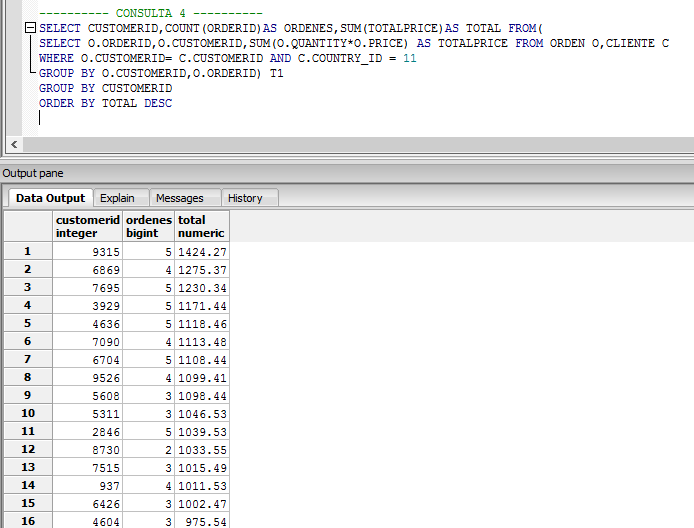 ---------- CONSULTA 4 ----------
SELECT CUSTOMERID,COUNT(ORDERID)AS ORDENES,SUM(TOTALPRICE)AS TOTAL FROM(
SELECT O.ORDERID,O.CUSTOMERID,SUM(O.QUANTITY*O.PRICE) AS TOTALPRICE FROM ORDEN O,CLIENTE C
WHERE O.CUSTOMERID= C.CUSTOMERID AND C.COUNTRY_ID = 11
GROUP BY O.CUSTOMERID,O.ORDERID) T1
GROUP BY CUSTOMERID
ORDER BY TOTAL DESC
Output pane
Data Output Explain Messages History
customerid ordenes total
integer bigint numeric
1 9315 5 1424.27
2 6869 4 1275.37
3 7695 5 1230.34
4 3929 5 1171.44
5 4636 5 1118.46
6 7090 4 1113.48
7 6704 5 1108.44
8 9526 4 1099.41
9 5608 3 1098.44
10 5311 3 1046.53
11 2846 5 1039.53
12 8730 2 1033.55
13 7515 3 1015.49
14 937 4 1011.53
15 6426 3 1002.47
16 4604 3 975.54